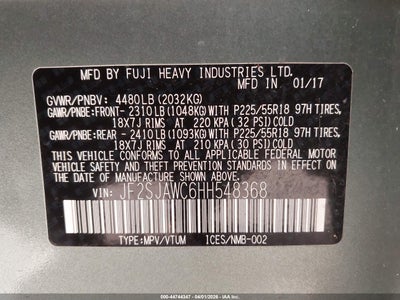 MFD BY FUJI HEAVY INDUSTRIES LTD. IN 01/17
GVWR/PNBV: 4480LB (2032KG)
GAWR/PNBE:FRONT- 2310LB (1048KG)WITH P225/55R18 97H TIRES,
18X7J RIMS AT 220 KPA (32 PSI)COLD
GAWR/PNBE:REAR - 2410LB (1093KG)WITH P225/55R18 97H TIRES,
18X7J RIMS AT 210 KPA (30 PSI)COLD
THIS VEHICLE CONFORMS TO ALL APPLICABLE FEDERAL MOTOR
VEHICLE SAFETY AND THEFT PREVENTION STANDARDS IN EFFECT ON
THE DATE OF MANUFACTURE SHOWN ABOVE.
VIN: JF2SJAWC6HH548368
TYPE:MPV/VTUM ICES/NMB-002
000-44744347 - 04/01/2026 - www.iaai.com